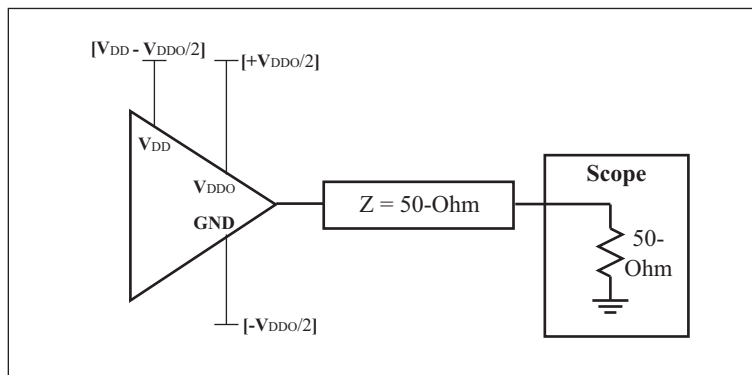 [VDD - VDDO/2]
[+VDDO/2]
VDD
VDDO
GND
[-VDDO/2]
Z = 50-Ohm
Scope
50-
Ohm